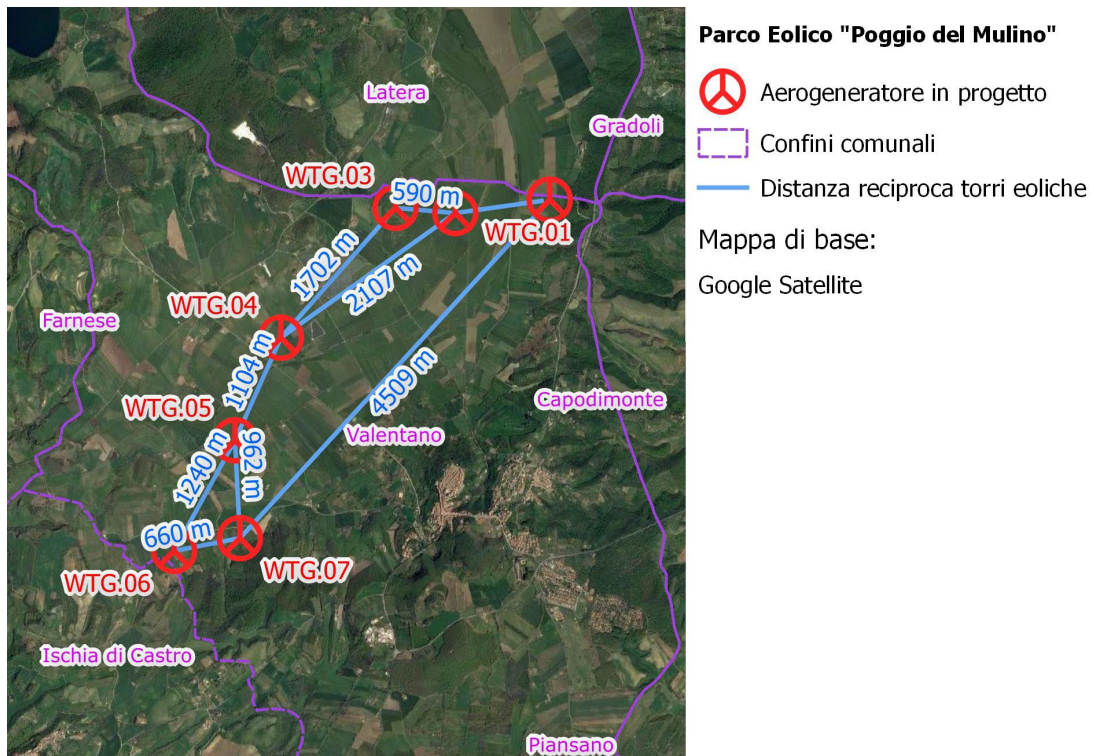 Parco Eolico "Poggio del Mulino"
Aerogeneratore in progetto
Confini comunali
Distanza reciproca torri eoliche
Mappa di base:
Google Satellite
Latera
Gradoli
WTG.03
590 m
WTG.01
1702 m
2107 m
WTG.04
Farnese
1104 m
4509 m
Capodimonte
WTG.05
Valentano
1240 m
962 m
660 m
WTG.06
WTG.07
Ischia di Castro
Piansano